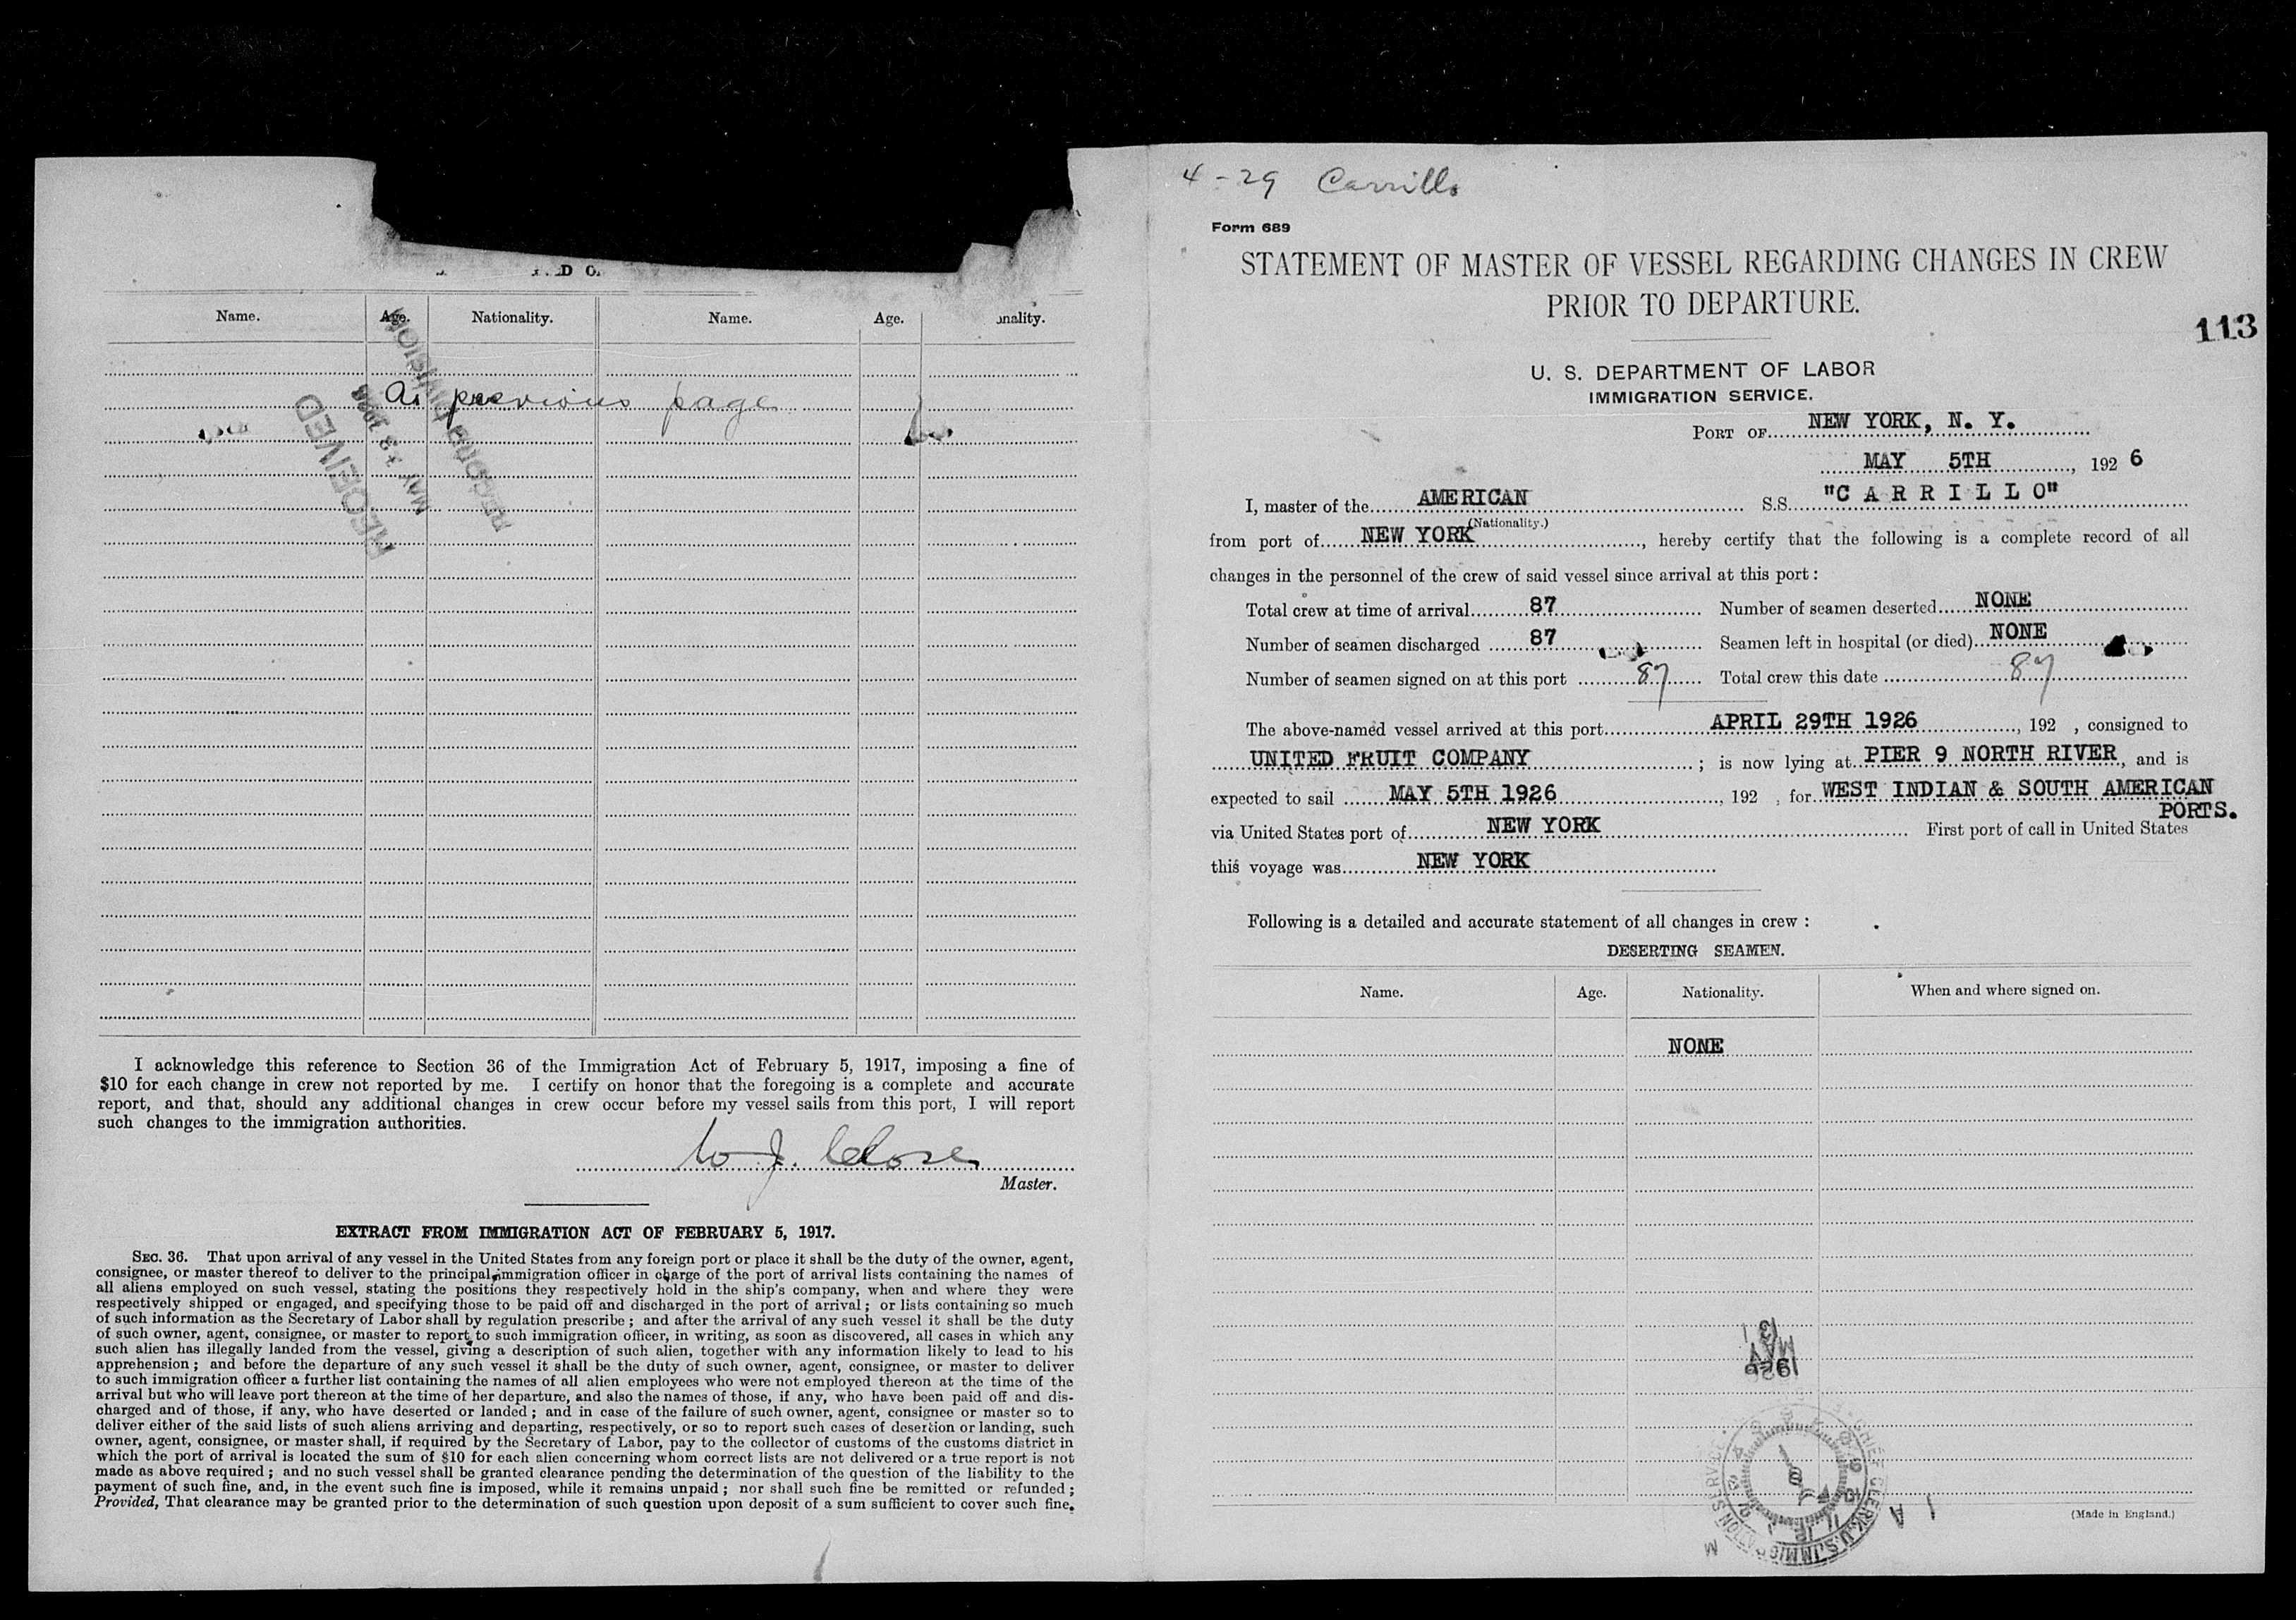 Name. Age. Nationality. Name. Age. nality.
As previous page
RECORDS DIVISION
MAY 13 1926
RECEIVED
I acknowledge this reference to Section 36 of the Immigration Act of February 5, 1917, imposing a fine of
$10 for each change in crew not reported by me. I certify on honor that the foregoing is a complete and accurate
report, and that, should any additional changes in crew occur before my vessel sails from this port, I will report
such changes to the immigration authorities.
W J. Close
Master.
EXTRACT FROM IMMIGRATION ACT OF FEBRUARY 5, 1917.
SEC. 36. That upon arrival of any vessel in the United States from any foreign port or place it shall be the duty of the owner, agent,
consignee, or master thereof to deliver to the principal immigration officer in charge of the port of arrival lists containing the names of
all aliens employed on such vessel, stating the positions they respectively hold in the ship's company, when and where they were
respectively shipped or engaged, and specifying those to be paid off and discharged in the port of arrival; or lists containing so much
of such information as the Secretary of Labor shall by regulation prescribe; and after the arrival of any such vessel it shall be the duty
of such owner, agent, consignee, or master to report to such immigration officer, in writing, as soon as discovered, all cases in which any
such alien has illegally landed from the vessel, giving a description of such alien, together with any information likely to lead to his
apprehension; and before the departure of any such vessel it shall be the duty of such owner, agent, consignee, or master to deliver
to such immigration officer a further list containing the names of all alien employees who were not employed thereon at the time of the
arrival but who will leave port thereon at the time of her departure, and also the names of those, if any, who have been paid off and dis-
charged and of those, if any, who have deserted or landed; and in case of the failure of such owner, agent, consignee or master so to
deliver either of the said lists of such aliens arriving and departing, respectively, or so to report such cases of desertion or landing, such
owner, agent, consignee, or master shall, if required by the Secretary of Labor, pay to the collector of customs of the customs district in
which the port of arrival is located the sum of $10 for each alien concerning whom correct lists are not delivered or a true report is not
made as above required; and no such vessel shall be granted clearance pending the determination of the question of the liability to the
payment of such fine, and, in the event such fine is imposed, while it remains unpaid; nor shall such fine be remitted or refunded;
Provided, That clearance may be granted prior to the determination of such question upon deposit of a sum sufficient to cover such fine.
4-29 Carrillo
Form 689
STATEMENT OF MASTER OF VESSEL REGARDING CHANGES IN CREW
PRIOR TO DEPARTURE.
113
U. S. DEPARTMENT OF LABOR
IMMIGRATION SERVICE.
PORT OF NEW YORK, N. Y.
MAY 5TH, 1926
I, master of the AMERICAN S.S. "C A R R I L L O"
(Nationality.)
from port of NEW YORK, hereby certify that the following is a complete record of all
changes in the personnel of the crew of said vessel since arrival at this port:
Total crew at time of arrival 87 Number of seamen deserted NONE
Number of seamen discharged 87 Seamen left in hospital (or died) NONE
Number of seamen signed on at this port 87 Total crew this date 87
The above-named vessel arrived at this port APRIL 29TH 1926, 192 , consigned to
UNITED FRUIT COMPANY; is now lying at PIER 9 NORTH RIVER, and is
expected to sail MAY 5TH 1926, 192 , for WEST INDIAN & SOUTH AMERICAN
PORTS.
via United States port of NEW YORK First port of call in United States
this voyage was NEW YORK
Following is a detailed and accurate statement of all changes in crew:
DESERTING SEAMEN.
Name. Age. Nationality. When and where signed on.
NONE
MAY
1926
CHIEF CLERK, U.S. IMMIGRATION SERVICE
(Made in England.)